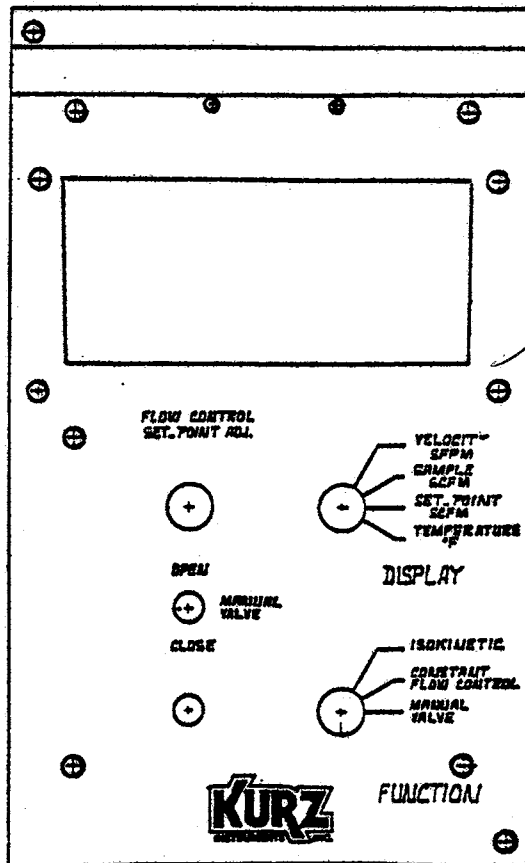 FLOW CONTROL
SET-POINT ADJ.
VELOCITY
SFPM
SAMPLE
SCFM
SET-POINT
SCFM
TEMPERATURE
°F
DISPLAY
OPEN
MANUAL
VALVE
CLOSE
ISOKINETIC
CONSTANT
FLOW CONTROL
MANUAL
VALVE
FUNCTION
KURZ